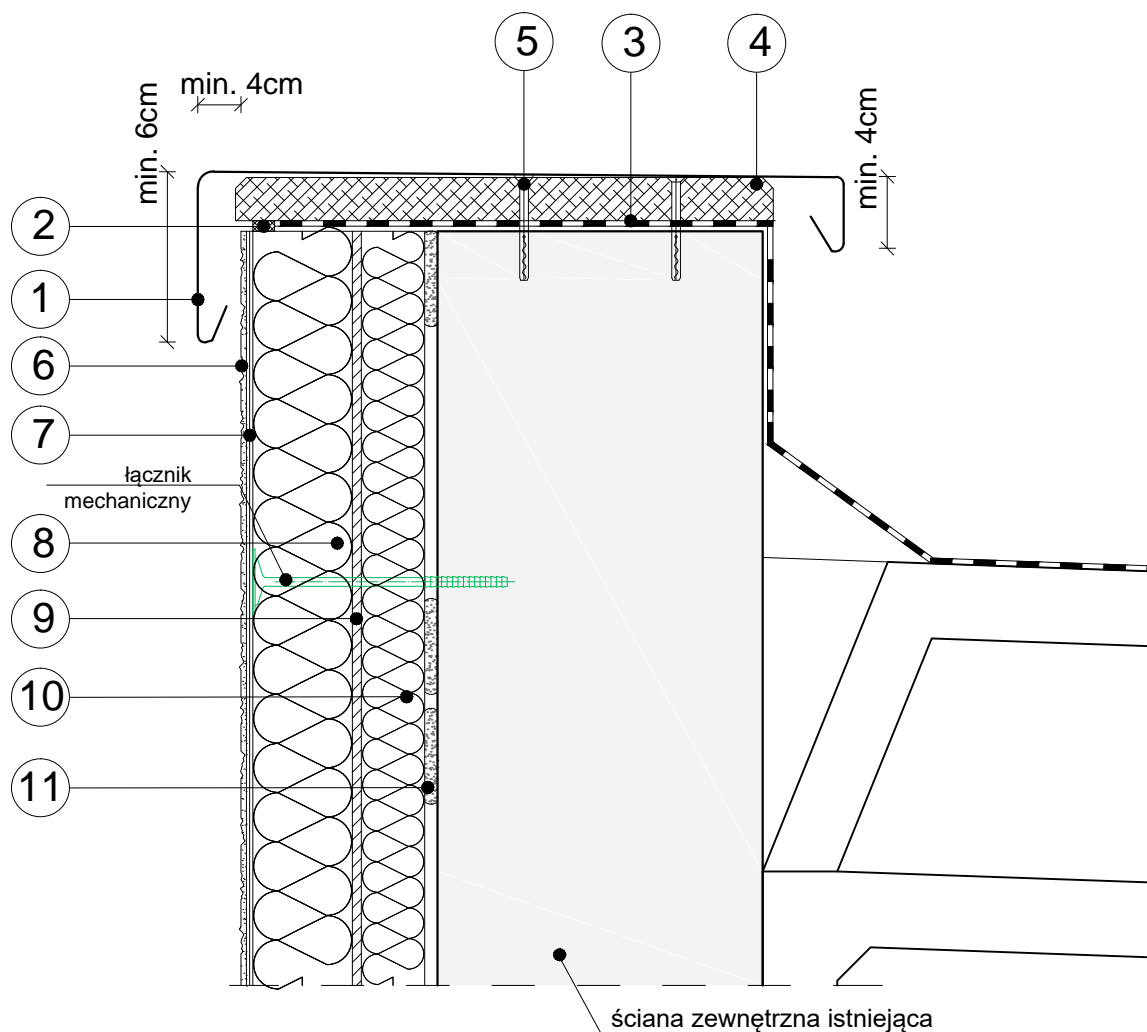 5
3
4
min. 4cm
min. 6cm
min. 4cm
2
1
6
7
łącznik
mechaniczny
8
9
10
11
ściana zewnętrzna istniejąca